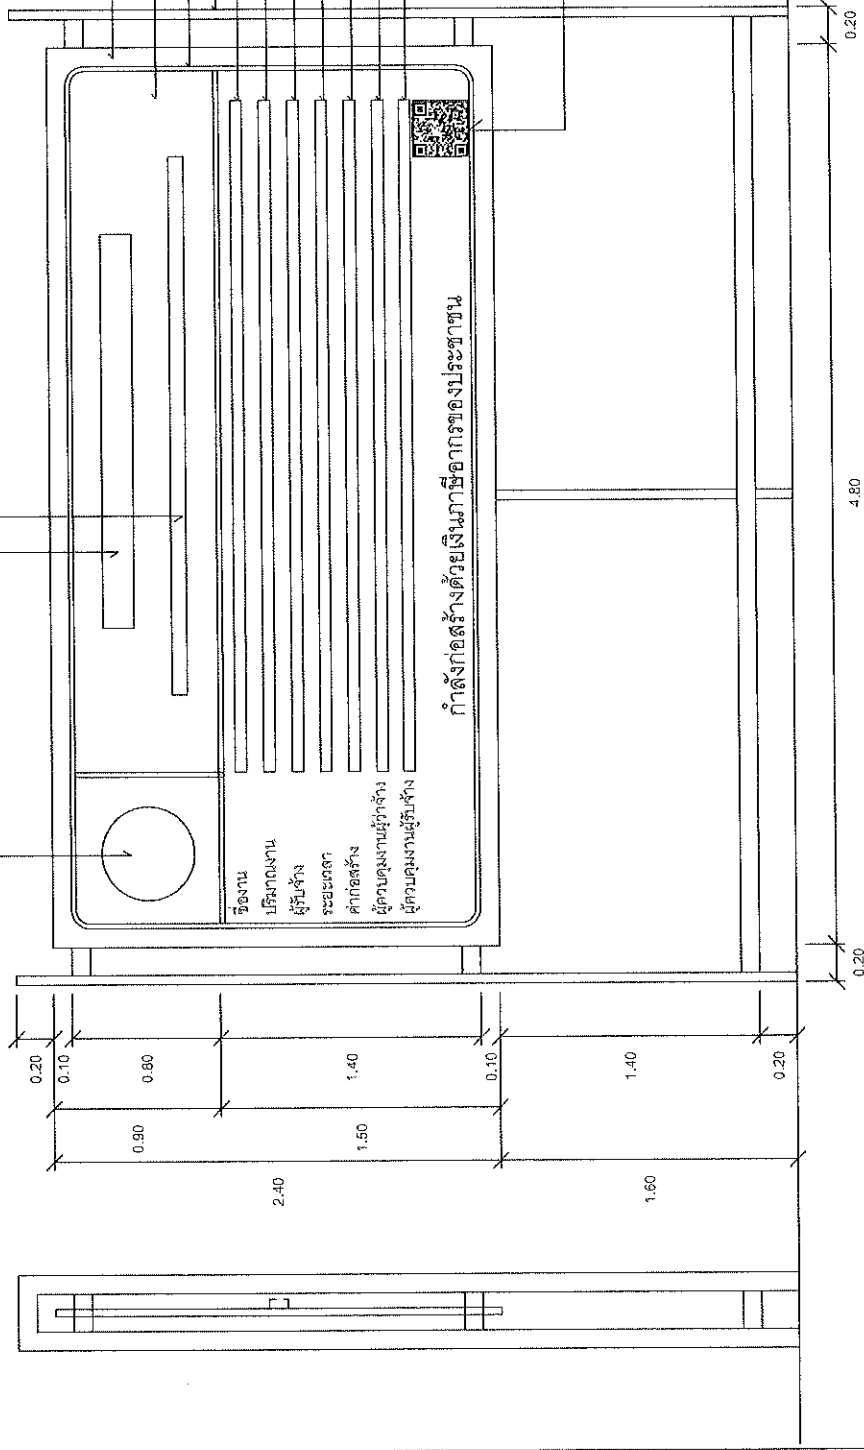 ชื่องาน
ปริมาณงาน
ผู้รับจ้าง
ระยะเวลา
ค่าก่อสร้าง
ผู้ควบคุมงานผู้ว่าจ้าง
ผู้ควบคุมงานผู้รับจ้าง
กำลังก่อสร้างด้วยเงินภาษีอากรของประชาชน
0.20
0.10
0.80
1.40
0.10
1.40
0.20
0.90
1.50
2.40
1.60
0.20
4.80
0.20